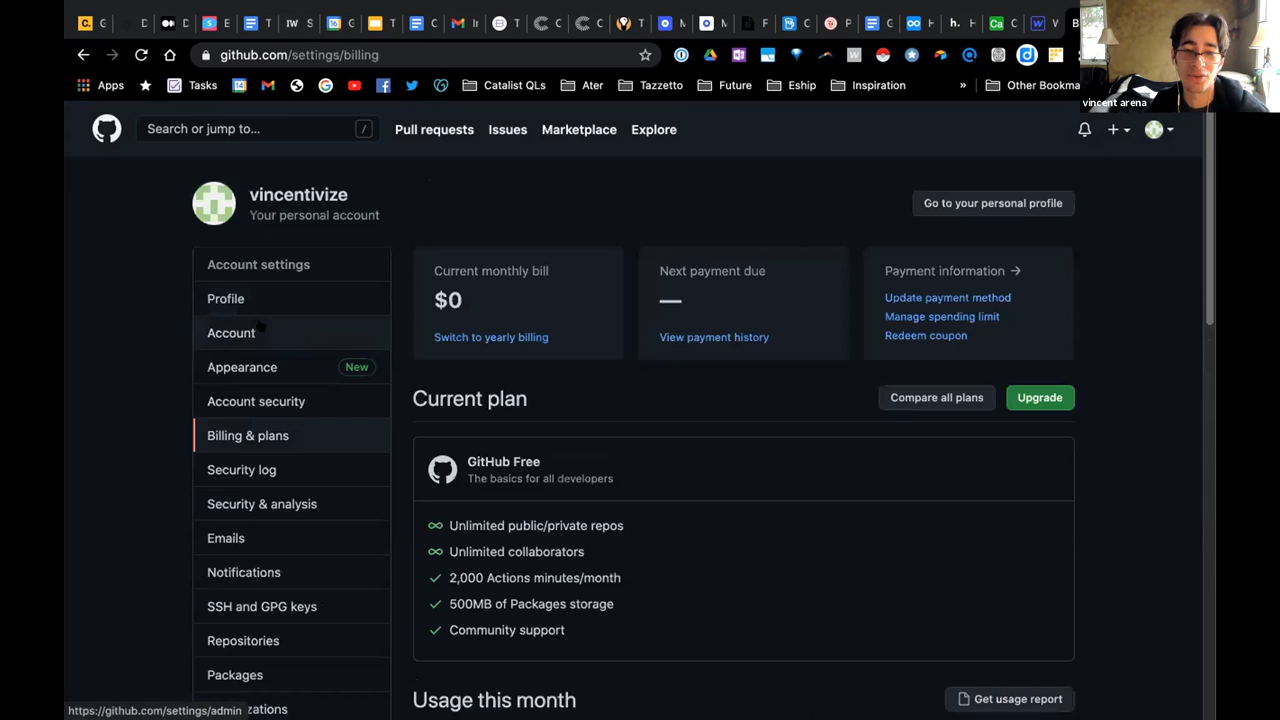 github.com/settings/billing
Apps
Tasks
Catalist QLs
Ater
Tazzetto
Future
Eship
Inspiration
»
Other Bookma
vincent arena
Search or jump to...
/
Pull requests
Issues
Marketplace
Explore
vincentivize
Your personal account
Go to your personal profile
Account settings
Profile
Account
Appearance
New
Account security
Billing & plans
Security log
Security & analysis
Emails
Notifications
SSH and GPG keys
Repositories
Packages
izations
Current monthly bill
$0
Switch to yearly billing
Next payment due
—
View payment history
Payment information →
Update payment method
Manage spending limit
Redeem coupon
Current plan
Compare all plans
Upgrade
GitHub Free
The basics for all developers
Unlimited public/private repos
Unlimited collaborators
2,000 Actions minutes/month
500MB of Packages storage
Community support
Usage this month
Get usage report
https://github.com/settings/admin